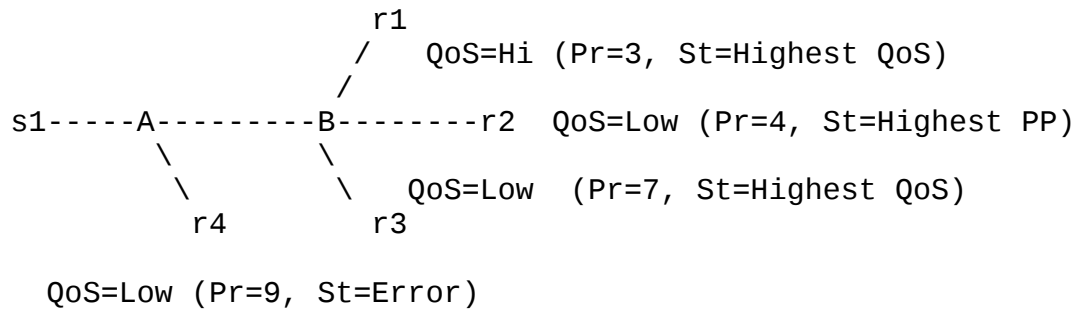 r1
/ QoS=Hi (Pr=3, St=Highest QoS)
/
s1-----A---------B--------r2 QoS=Low (Pr=4, St=Highest PP)
\ \
\ \ QoS=Low (Pr=7, St=Highest QoS)
r4 r3
QoS=Low (Pr=9, St=Error)